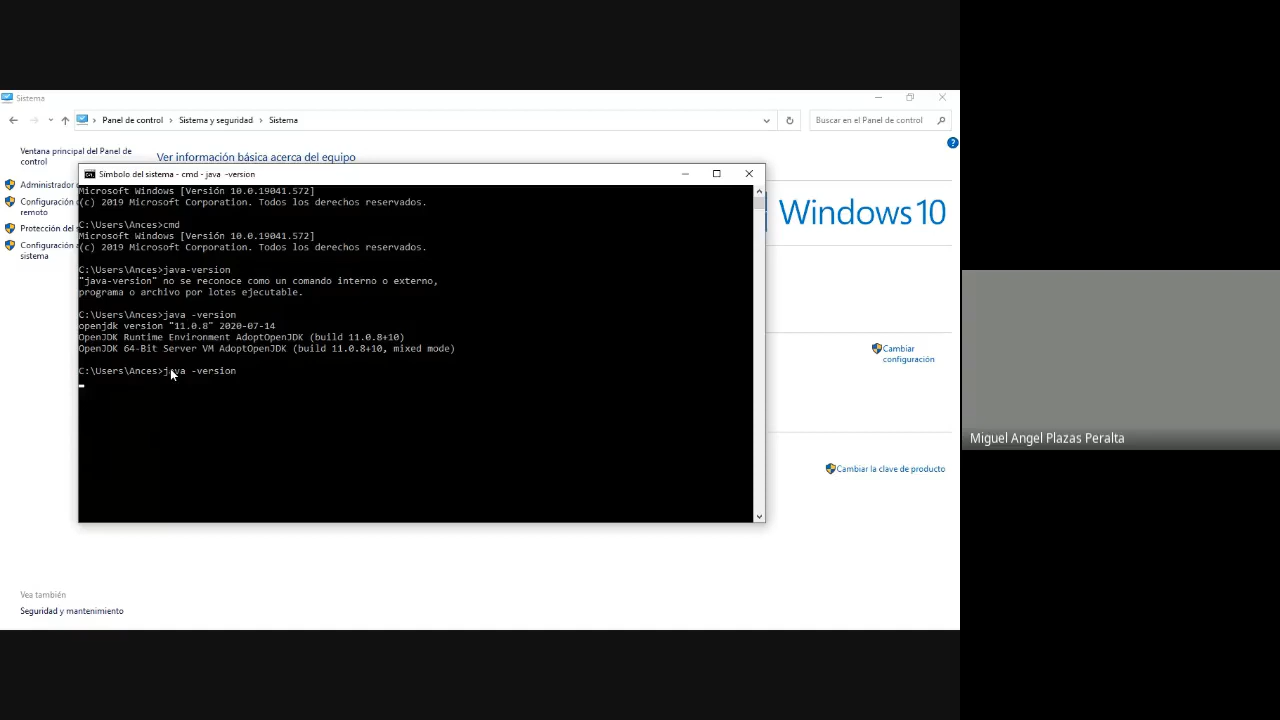 Sistema
Panel de control
Sistema y seguridad
Sistema
Buscar en el Panel de control
Ventana principal del Panel de
control
Ver información básica acerca del equipo
Administrador
Configuración
remoto
Protección del
Configuración
sistema
Símbolo del sistema - cmd - java -version
Microsoft Windows [Versión 10.0.19041.572]
(c) 2019 Microsoft Corporation. Todos los derechos reservados.
C:\Users\Ances>cmd
Microsoft Windows [Versión 10.0.19041.572]
(c) 2019 Microsoft Corporation. Todos los derechos reservados.
C:\Users\Ances>java-version
"java-version" no se reconoce como un comando interno o externo,
programa o archivo por lotes ejecutable.
C:\Users\Ances>java -version
openjdk version "11.0.8" 2020-07-14
OpenJDK Runtime Environment AdoptOpenJDK (build 11.0.8+10)
OpenJDK 64-Bit Server VM AdoptOpenJDK (build 11.0.8+10, mixed mode)
C:\Users\Ances>java -version
Windows 10
Cambiar
configuración
Cambiar la clave de producto
Vea también
Seguridad y mantenimiento
Miguel Angel Plazas Peralta